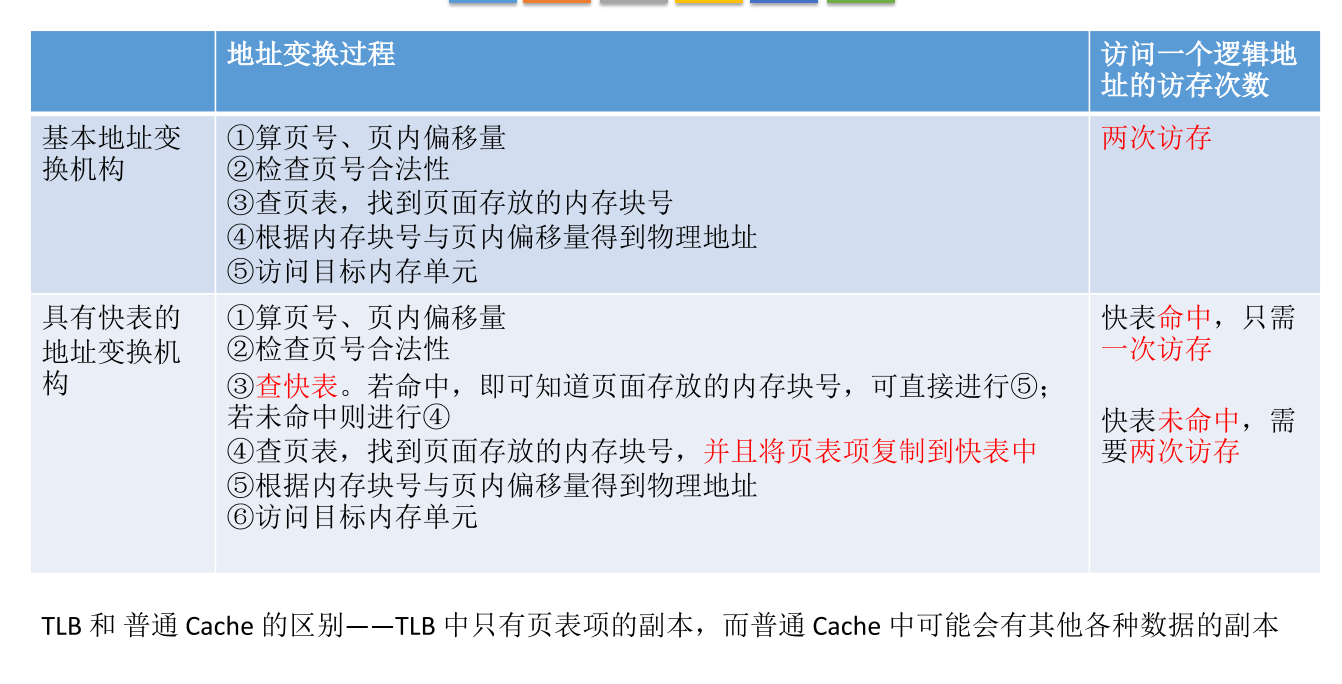 地址变换过程
访问一个逻辑地
址的访存次数
基本地址变
换机构
①算页号、页内偏移量
②检查页号合法性
③查页表，找到页面存放的内存块号
④根据内存块号与页内偏移量得到物理地址
⑤访问目标内存单元
两次访存
具有快表的
地址变换机
构
①算页号、页内偏移量
②检查页号合法性
③查快表。若命中，即可知道页面存放的内存块号，可直接进行⑤；
若未命中则进行④
④查页表，找到页面存放的内存块号，并且将页表项复制到快表中
⑤根据内存块号与页内偏移量得到物理地址
⑥访问目标内存单元
快表命中，只需
一次访存
快表未命中，需
要两次访存
TLB 和 普通 Cache 的区别——TLB 中只有页表项的副本，而普通 Cache 中可能会有其他各种数据的副本